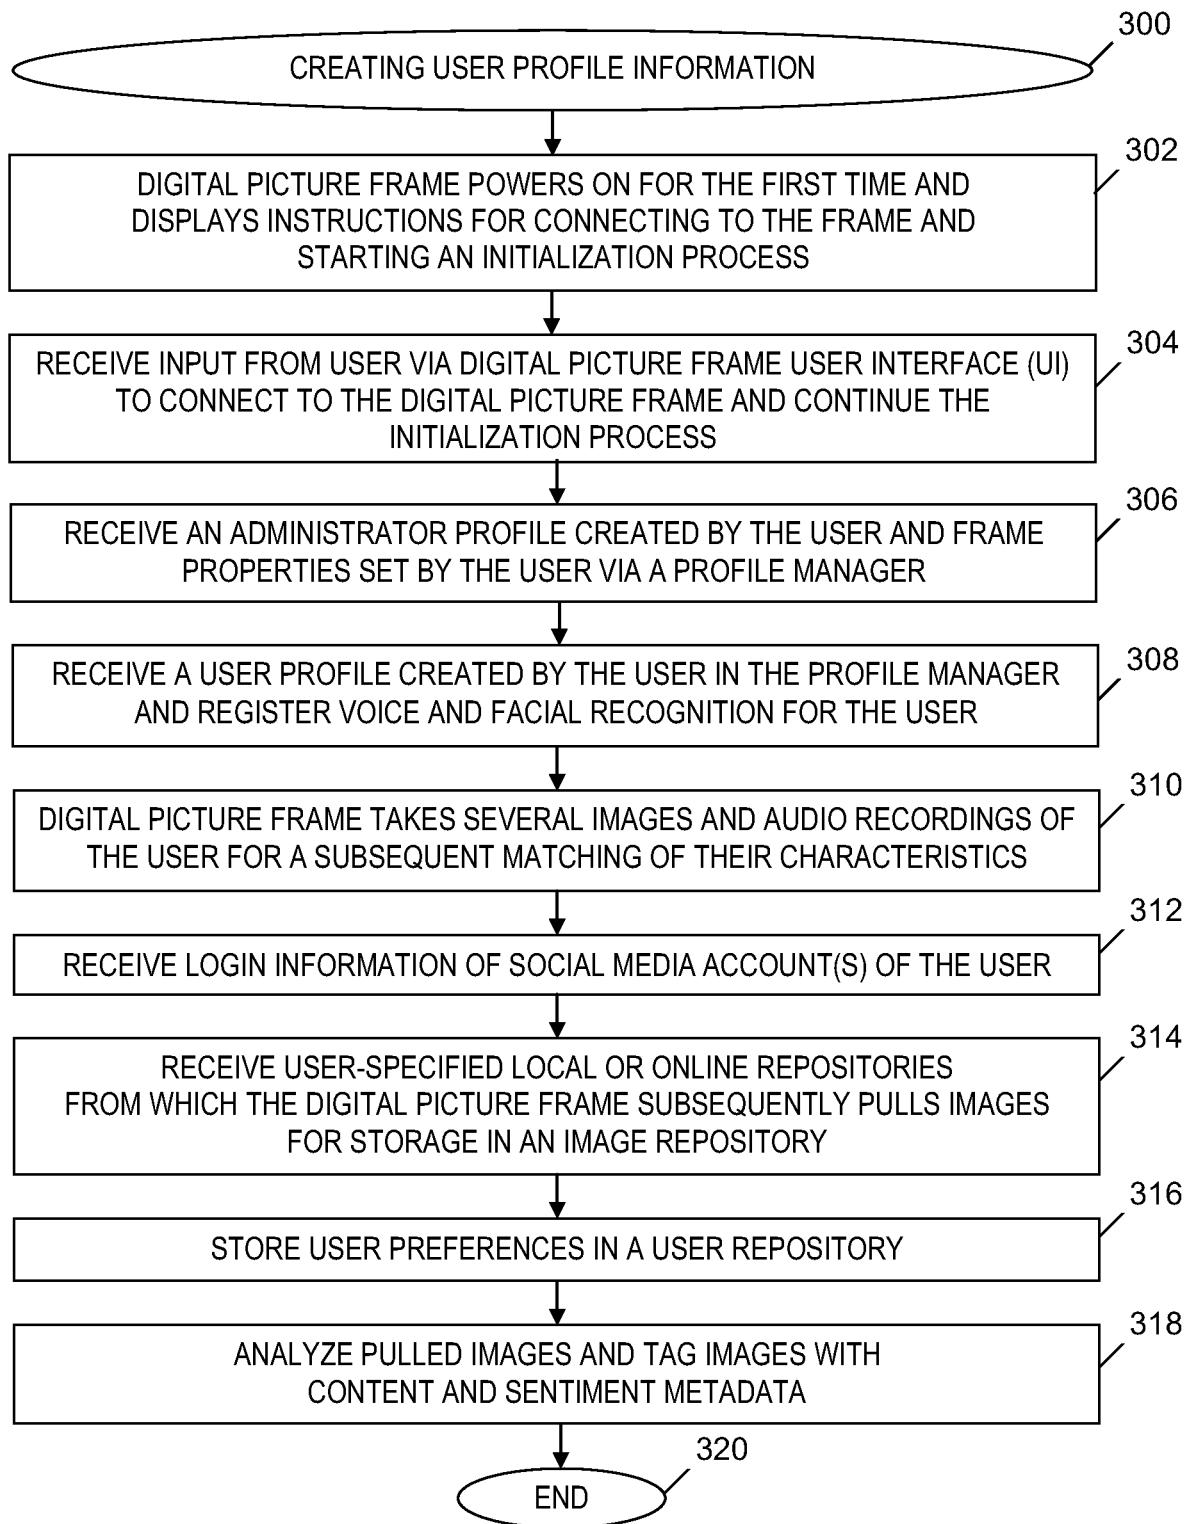 300
CREATING USER PROFILE INFORMATION
302
DIGITAL PICTURE FRAME POWERS ON FOR THE FIRST TIME AND
DISPLAYS INSTRUCTIONS FOR CONNECTING TO THE FRAME AND
STARTING AN INITIALIZATION PROCESS
304
RECEIVE INPUT FROM USER VIA DIGITAL PICTURE FRAME USER INTERFACE (UI)
TO CONNECT TO THE DIGITAL PICTURE FRAME AND CONTINUE THE
INITIALIZATION PROCESS
306
RECEIVE AN ADMINISTRATOR PROFILE CREATED BY THE USER AND FRAME
PROPERTIES SET BY THE USER VIA A PROFILE MANAGER
308
RECEIVE A USER PROFILE CREATED BY THE USER IN THE PROFILE MANAGER
AND REGISTER VOICE AND FACIAL RECOGNITION FOR THE USER
310
DIGITAL PICTURE FRAME TAKES SEVERAL IMAGES AND AUDIO RECORDINGS OF
THE USER FOR A SUBSEQUENT MATCHING OF THEIR CHARACTERISTICS
312
RECEIVE LOGIN INFORMATION OF SOCIAL MEDIA ACCOUNT(S) OF THE USER
314
RECEIVE USER-SPECIFIED LOCAL OR ONLINE REPOSITORIES
FROM WHICH THE DIGITAL PICTURE FRAME SUBSEQUENTLY PULLS IMAGES
FOR STORAGE IN AN IMAGE REPOSITORY
316
STORE USER PREFERENCES IN A USER REPOSITORY
318
ANALYZE PULLED IMAGES AND TAG IMAGES WITH
CONTENT AND SENTIMENT METADATA
320
END